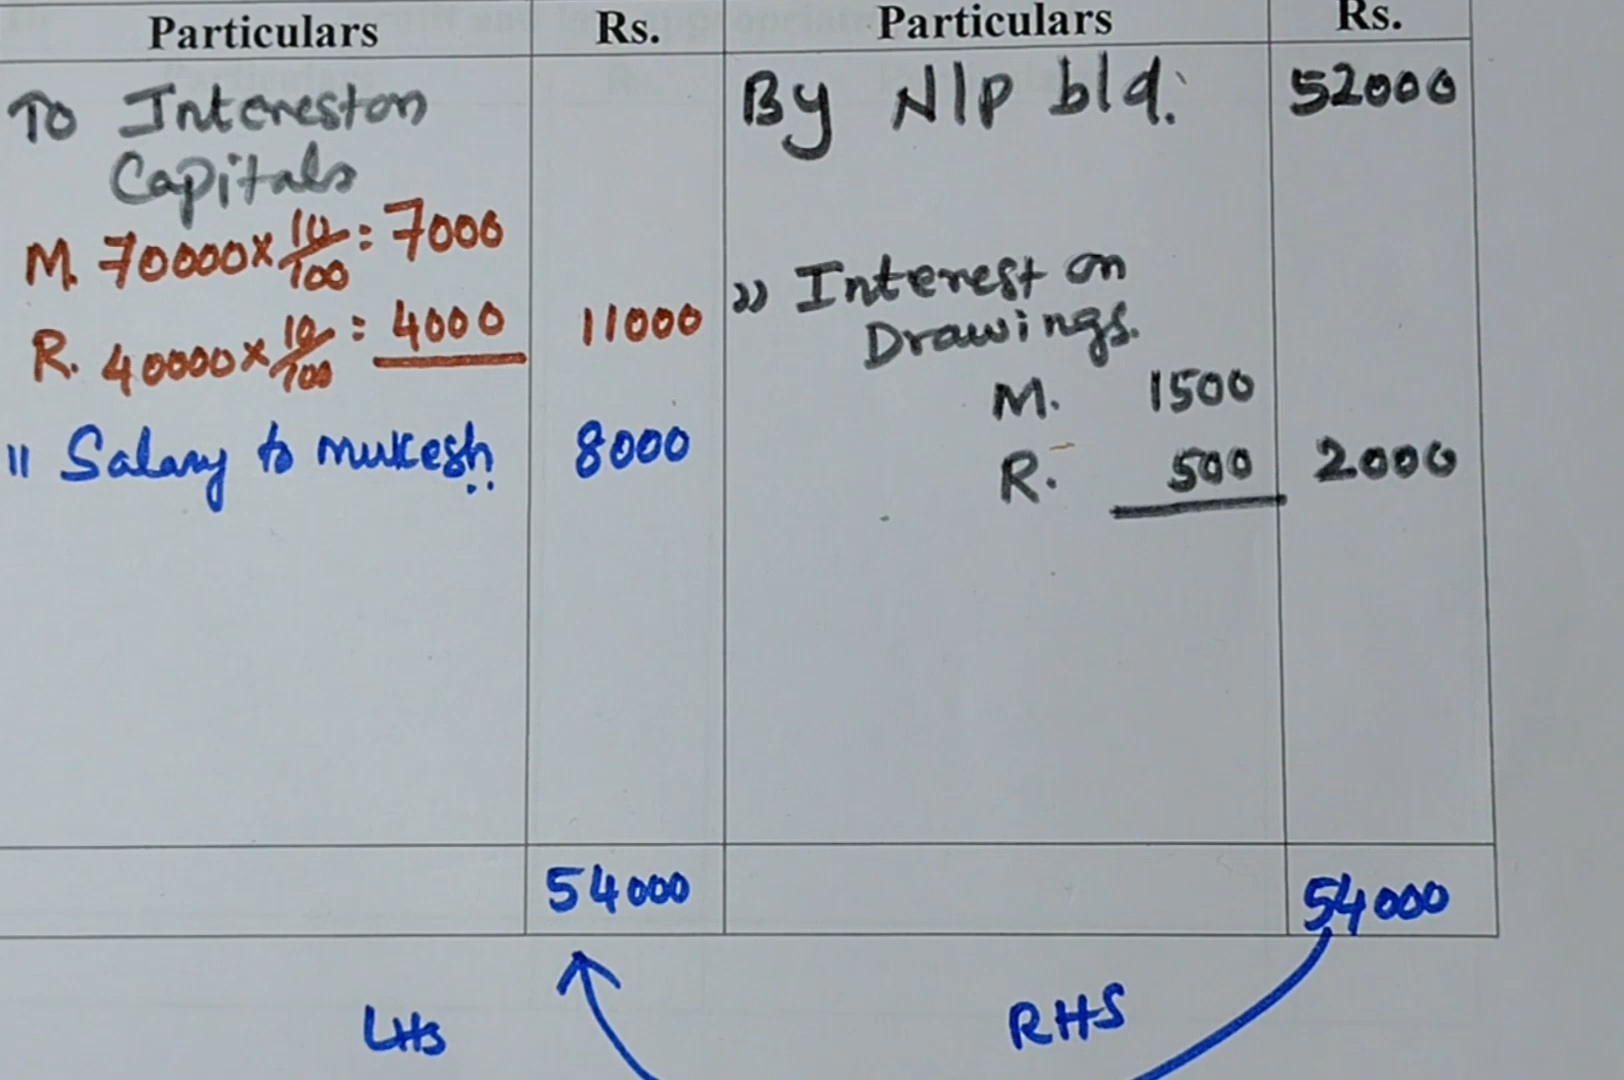 Particulars Rs. Particulars Rs.
To Interest on
Capitals
M. 70000 x 10/100 = 7000
R. 40000 x 10/100 = 4000 11000
" Salary to Mukesh 8000
By N/P b/d. 52000
" Interest on
Drawings.
M. 1500
R. 500 2000
54000 54000
LHS RHS